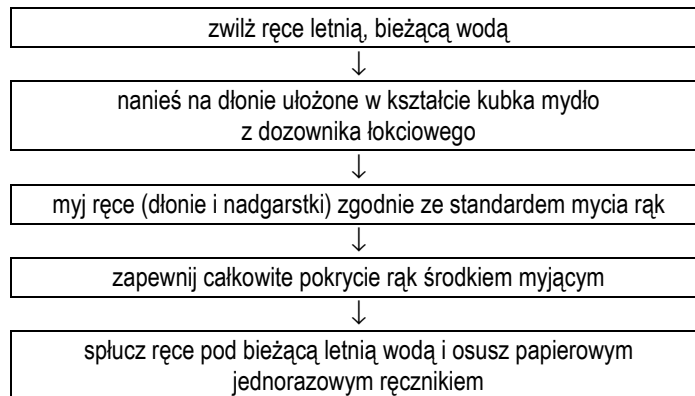 zwilż ręce letnią, bieżącą wodą
↓
nanieś na dłonie ułożone w kształcie kubka mydło
z dozownika łokciowego
↓
myj ręce (dłonie i nadgarstki) zgodnie ze standardem mycia rąk
↓
zapewnij całkowite pokrycie rąk środkiem myjącym
↓
spłucz ręce pod bieżącą letnią wodą i osusz papierowym
jednorazowym ręcznikiem